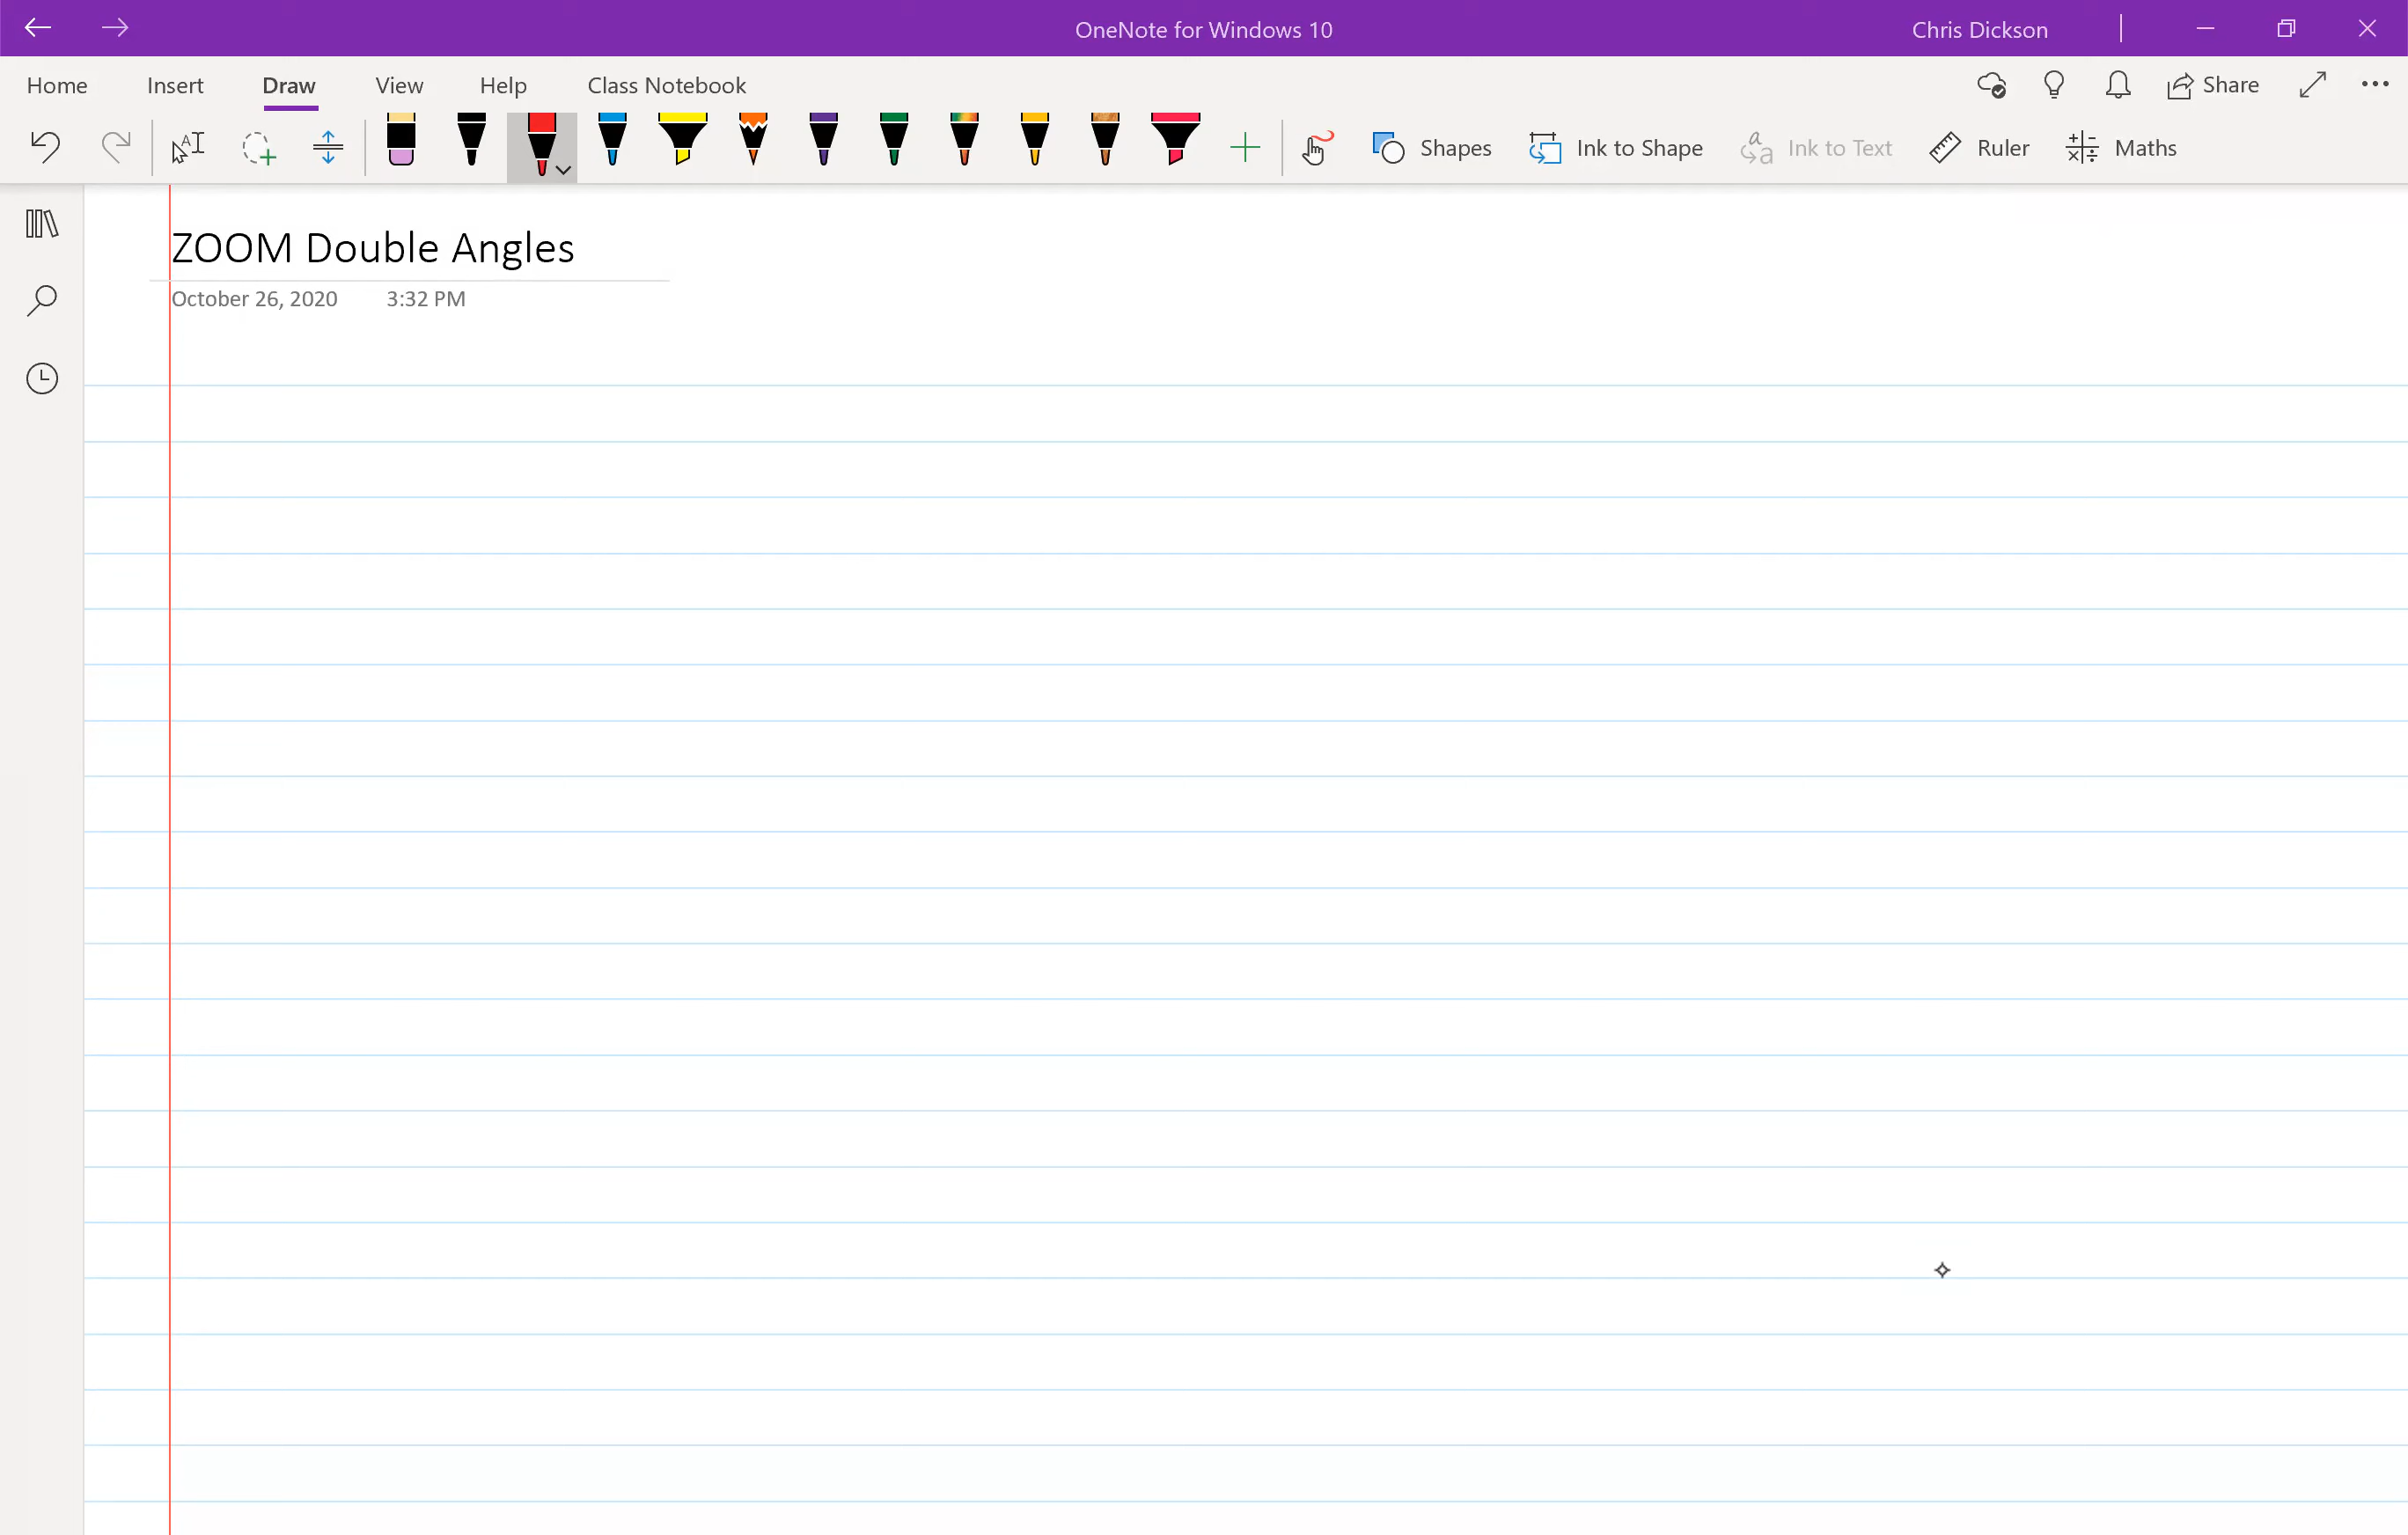 OneNote for Windows 10
Chris Dickson
Home Insert Draw View Help Class Notebook Share
Shapes Ink to Shape Ink to Text Ruler Maths
ZOOM Double Angles
October 26, 2020 3:32 PM